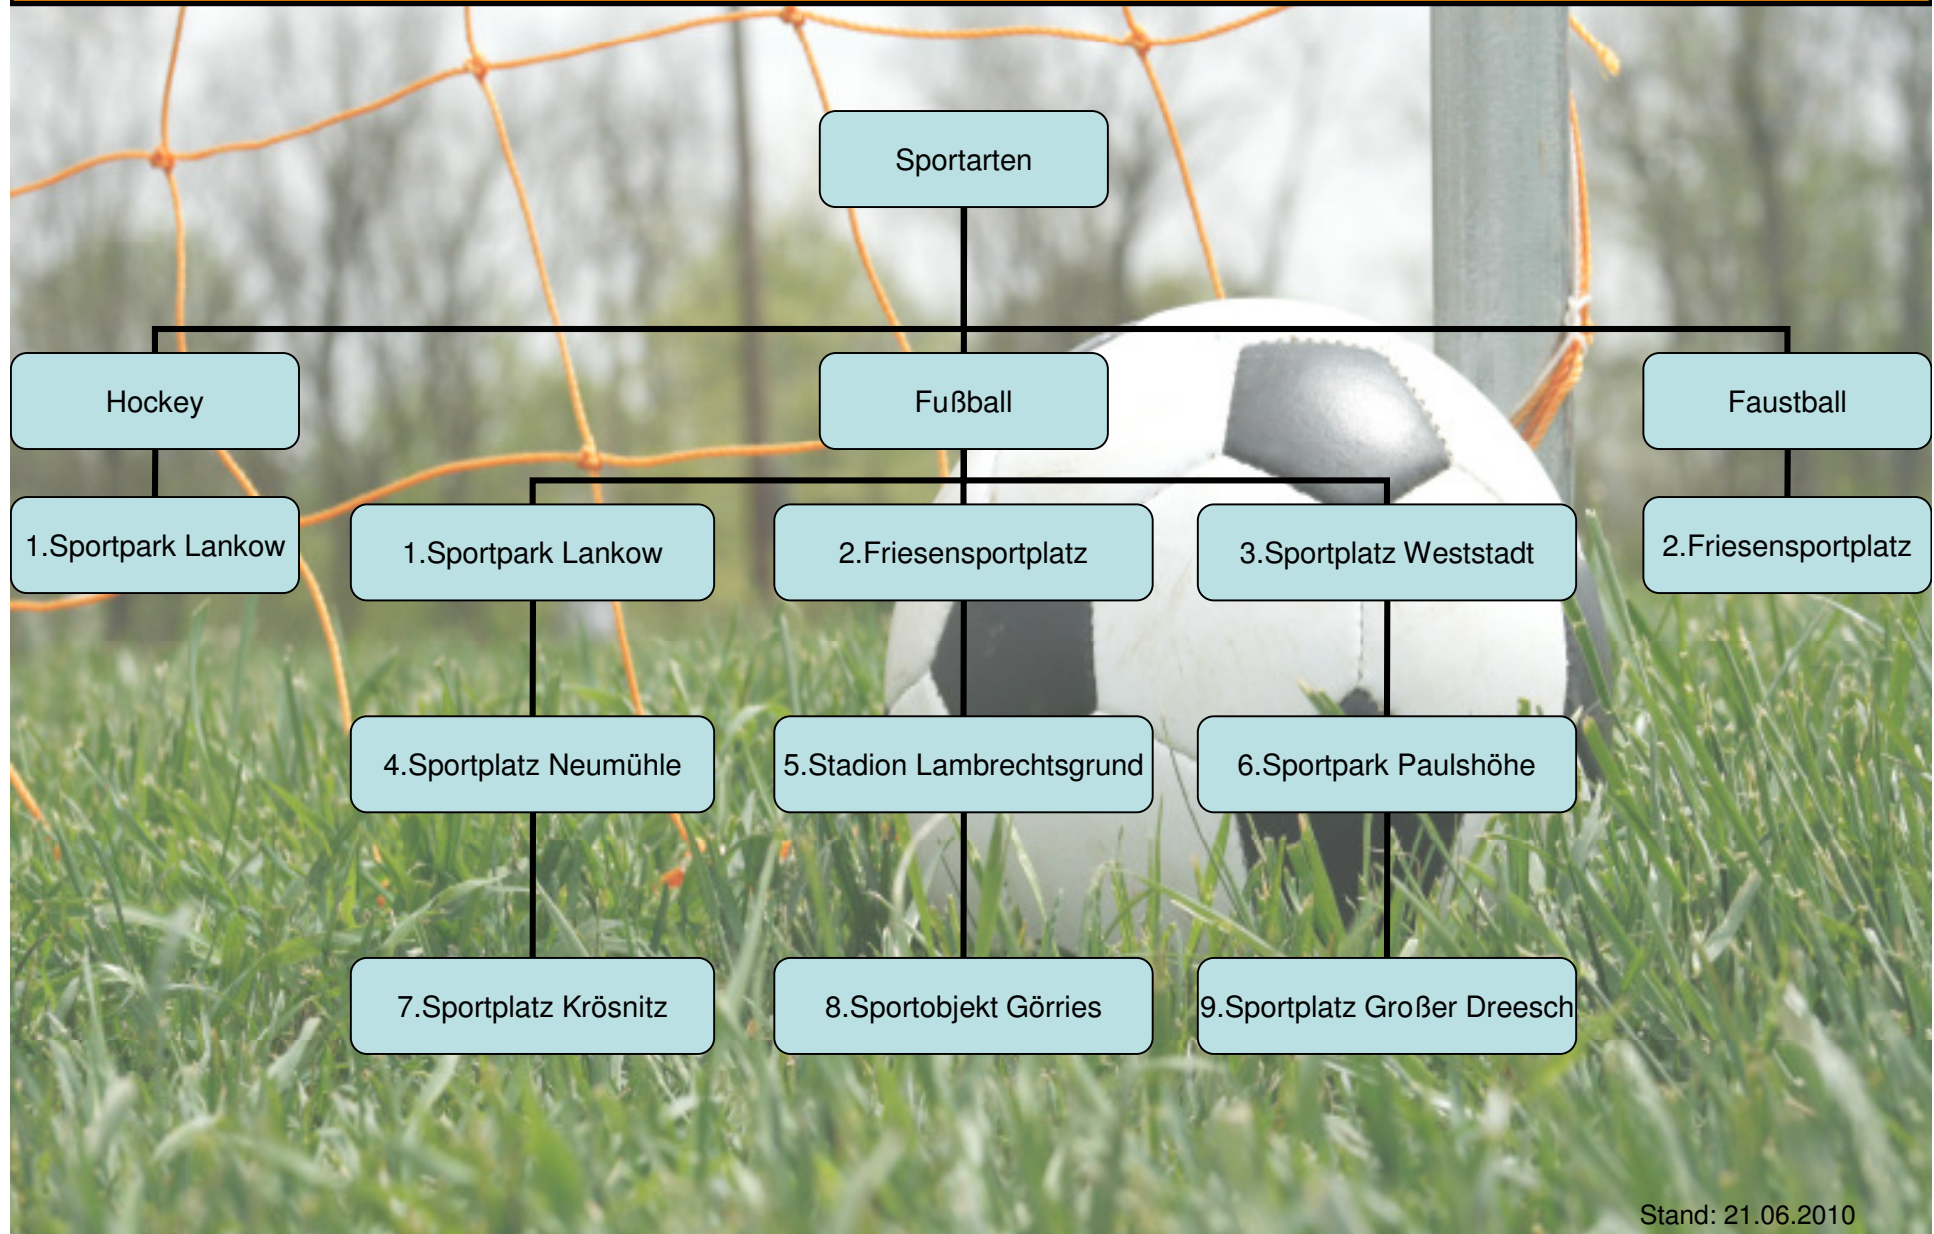 Sportarten
Hockey
Fußball
Faustball
1.Sportpark Lankow
1.Sportpark Lankow
2.Friesensportplatz
3.Sportplatz Weststadt
2.Friesensportplatz
4.Sportplatz Neumühle
5.Stadion Lambrechtsgrund
6.Sportpark Paulshöhe
7.Sportplatz Krösnitz
8.Sportobjekt Görries
9.Sportplatz Großer Dreesch
Stand: 21.06.2010